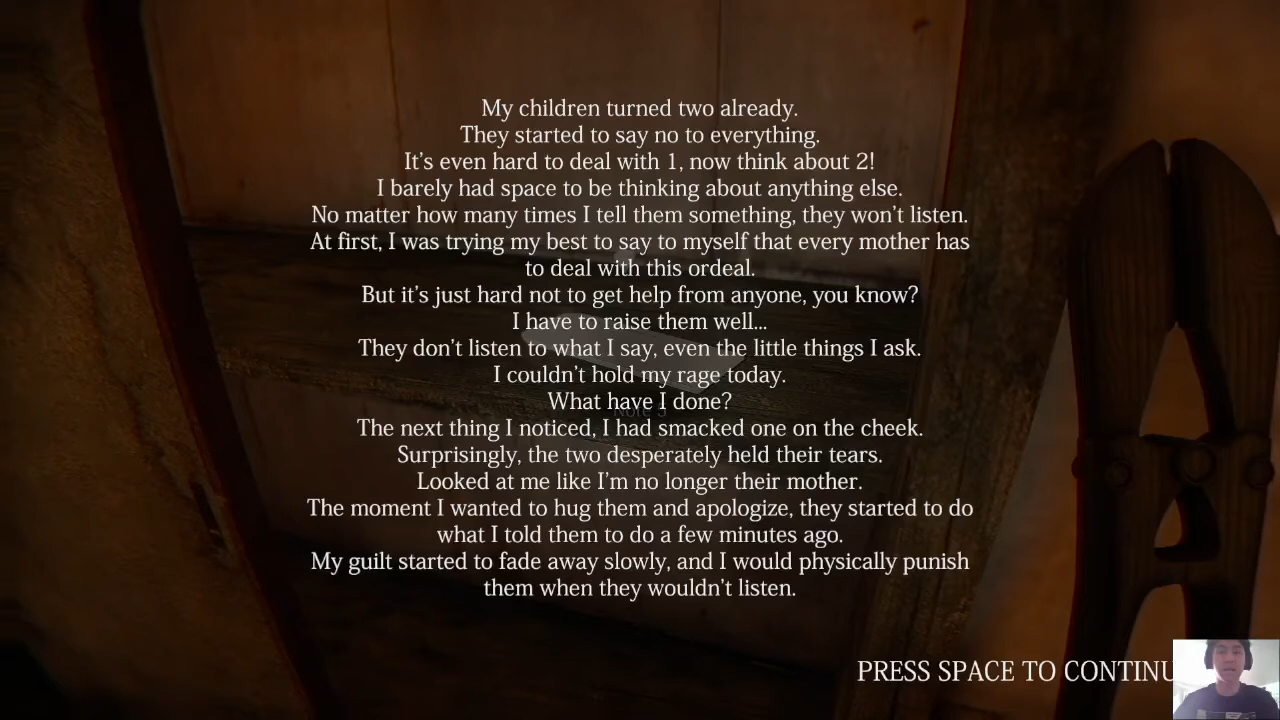 My children turned two already.
They started to say no to everything.
It's even hard to deal with 1, now think about 2!
I barely had space to be thinking about anything else.
No matter how many times I tell them something, they won't listen.
At first, I was trying my best to say to myself that every mother has
to deal with this ordeal.
But it's just hard not to get help from anyone, you know?
I have to raise them well...
They don't listen to what I say, even the little things I ask.
I couldn't hold my rage today.
What have I done?
Note 3
The next thing I noticed, I had smacked one on the cheek.
Surprisingly, the two desperately held their tears.
Looked at me like I'm no longer their mother.
The moment I wanted to hug them and apologize, they started to do
what I told them to do a few minutes ago.
My guilt started to fade away slowly, and I would physically punish
them when they wouldn't listen.
PRESS SPACE TO CONTINU